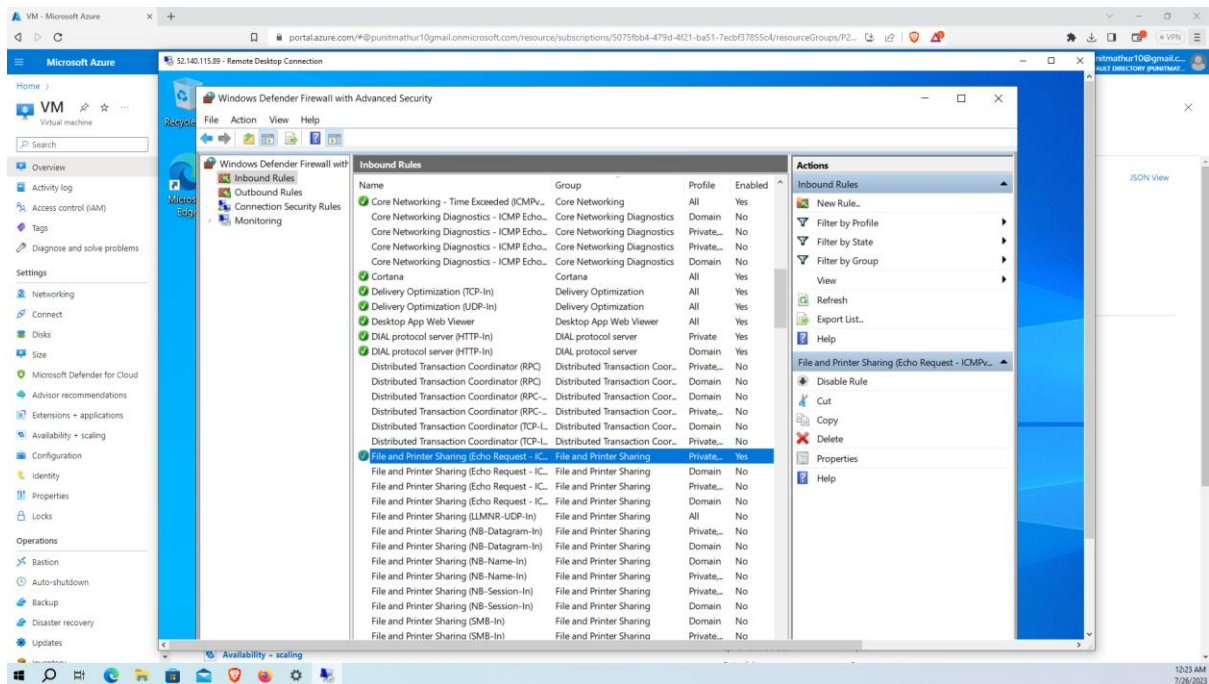 VM - Microsoft Azure
portal.azure.com/#@punitmathur10gmail.onmicrosoft.com/resource/subscriptions/5075fbb4-479d-4f21-ba51-7ecbf37855c4/resourceGroups/P2...
VPN
Microsoft Azure
52.140.115.89 - Remote Desktop Connection
nitmathur10@gmail.c...
AULT DIRECTORY (PUNITMAT...
Home >
VM
Virtual machine
Search
Overview
Activity log
Access control (IAM)
Tags
Diagnose and solve problems
Settings
Networking
Connect
Disks
Size
Microsoft Defender for Cloud
Advisor recommendations
Extensions + applications
Availability + scaling
Configuration
Identity
Properties
Locks
Operations
Bastion
Auto-shutdown
Backup
Disaster recovery
Updates
JSON View
Recycle
Micros
Edge
Windows Defender Firewall with Advanced Security
File Action View Help
Windows Defender Firewall with
Inbound Rules
Outbound Rules
Connection Security Rules
Monitoring
Inbound Rules
Name Group Profile Enabled
Core Networking - Time Exceeded (ICMPv... Core Networking All Yes
Core Networking Diagnostics - ICMP Echo... Core Networking Diagnostics Domain No
Core Networking Diagnostics - ICMP Echo... Core Networking Diagnostics Private,... No
Core Networking Diagnostics - ICMP Echo... Core Networking Diagnostics Private,... No
Core Networking Diagnostics - ICMP Echo... Core Networking Diagnostics Domain No
Cortana Cortana All Yes
Delivery Optimization (TCP-In) Delivery Optimization All Yes
Delivery Optimization (UDP-In) Delivery Optimization All Yes
Desktop App Web Viewer Desktop App Web Viewer All Yes
DIAL protocol server (HTTP-In) DIAL protocol server Private Yes
DIAL protocol server (HTTP-In) DIAL protocol server Domain Yes
Distributed Transaction Coordinator (RPC) Distributed Transaction Coor... Private,... No
Distributed Transaction Coordinator (RPC) Distributed Transaction Coor... Domain No
Distributed Transaction Coordinator (RPC-... Distributed Transaction Coor... Domain No
Distributed Transaction Coordinator (RPC-... Distributed Transaction Coor... Private,... No
Distributed Transaction Coordinator (TCP-I... Distributed Transaction Coor... Domain No
Distributed Transaction Coordinator (TCP-I... Distributed Transaction Coor... Private,... No
File and Printer Sharing (Echo Request - IC... File and Printer Sharing Private,... Yes
File and Printer Sharing (Echo Request - IC... File and Printer Sharing Domain No
File and Printer Sharing (Echo Request - IC... File and Printer Sharing Private,... No
File and Printer Sharing (Echo Request - IC... File and Printer Sharing Domain No
File and Printer Sharing (LLMNR-UDP-In) File and Printer Sharing All No
File and Printer Sharing (NB-Datagram-In) File and Printer Sharing Private,... No
File and Printer Sharing (NB-Datagram-In) File and Printer Sharing Domain No
File and Printer Sharing (NB-Name-In) File and Printer Sharing Domain No
File and Printer Sharing (NB-Name-In) File and Printer Sharing Private,... No
File and Printer Sharing (NB-Session-In) File and Printer Sharing Private,... No
File and Printer Sharing (NB-Session-In) File and Printer Sharing Domain No
File and Printer Sharing (SMB-In) File and Printer Sharing Domain No
File and Printer Sharing (SMB-In) File and Printer Sharing Private,... No
Actions
Inbound Rules
New Rule...
Filter by Profile
Filter by State
Filter by Group
View
Refresh
Export List...
Help
File and Printer Sharing (Echo Request - ICMPv...
Disable Rule
Cut
Copy
Delete
Properties
Help
Availability + scaling
12:23 AM
7/26/2023